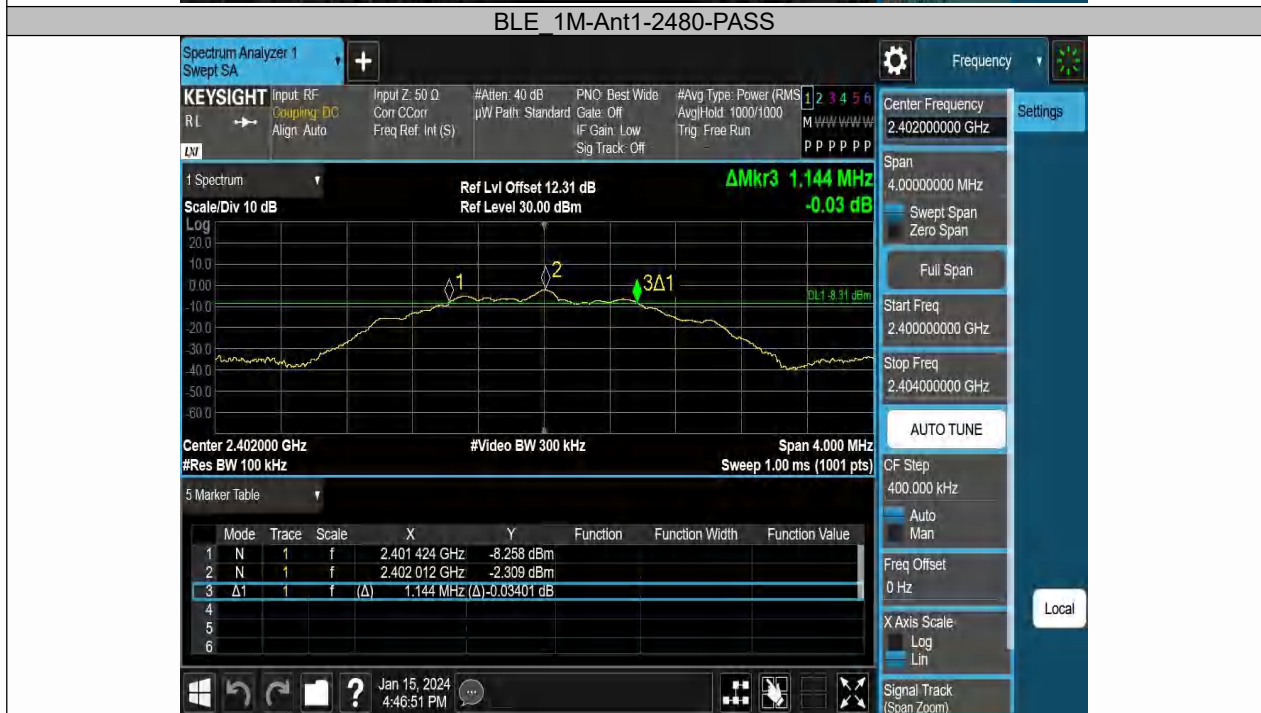 BLE_1M-Ant1-2480-PASS
Spectrum Analyzer 1
Swept SA
+
Frequency
KEYSIGHT
RL
LXI
Input: RF
Coupling: DC
Align: Auto
Input Z: 50 Ω
Corr CCorr
Freq Ref: Int (S)
#Atten: 40 dB
µW Path: Standard
PNO: Best Wide
Gate: Off
IF Gain: Low
Sig Track: Off
#Avg Type: Power (RMS
Avg|Hold: 1000/1000
Trig: Free Run
1 2 3 4 5 6
M W W W W W
P P P P P P
1 Spectrum
Scale/Div 10 dB
Ref Lvl Offset 12.31 dB
Ref Level 30.00 dBm
ΔMkr3 1.144 MHz
-0.03 dB
Log
20.0
10.0
0.00
-10.0
-20.0
-30.0
-40.0
-50.0
-60.0
1
2
3Δ1
DL1 -8.31 dBm
Center 2.402000 GHz
#Video BW 300 kHz
Span 4.000 MHz
#Res BW 100 kHz
Sweep 1.00 ms (1001 pts)
5 Marker Table
Mode Trace Scale X Y Function Function Width Function Value
1 N 1 f 2.401 424 GHz -8.258 dBm
2 N 1 f 2.402 012 GHz -2.309 dBm
3 Δ1 1 f (Δ) 1.144 MHz (Δ) -0.03401 dB
4
5
6
?
Jan 15, 2024
4:46:51 PM
Center Frequency
2.402000000 GHz
Settings
Span
4.00000000 MHz
Swept Span
Zero Span
Full Span
Start Freq
2.400000000 GHz
Stop Freq
2.404000000 GHz
AUTO TUNE
CF Step
400.000 kHz
Auto
Man
Freq Offset
0 Hz
X Axis Scale
Log
Lin
Local
Signal Track
(Span Zoom)